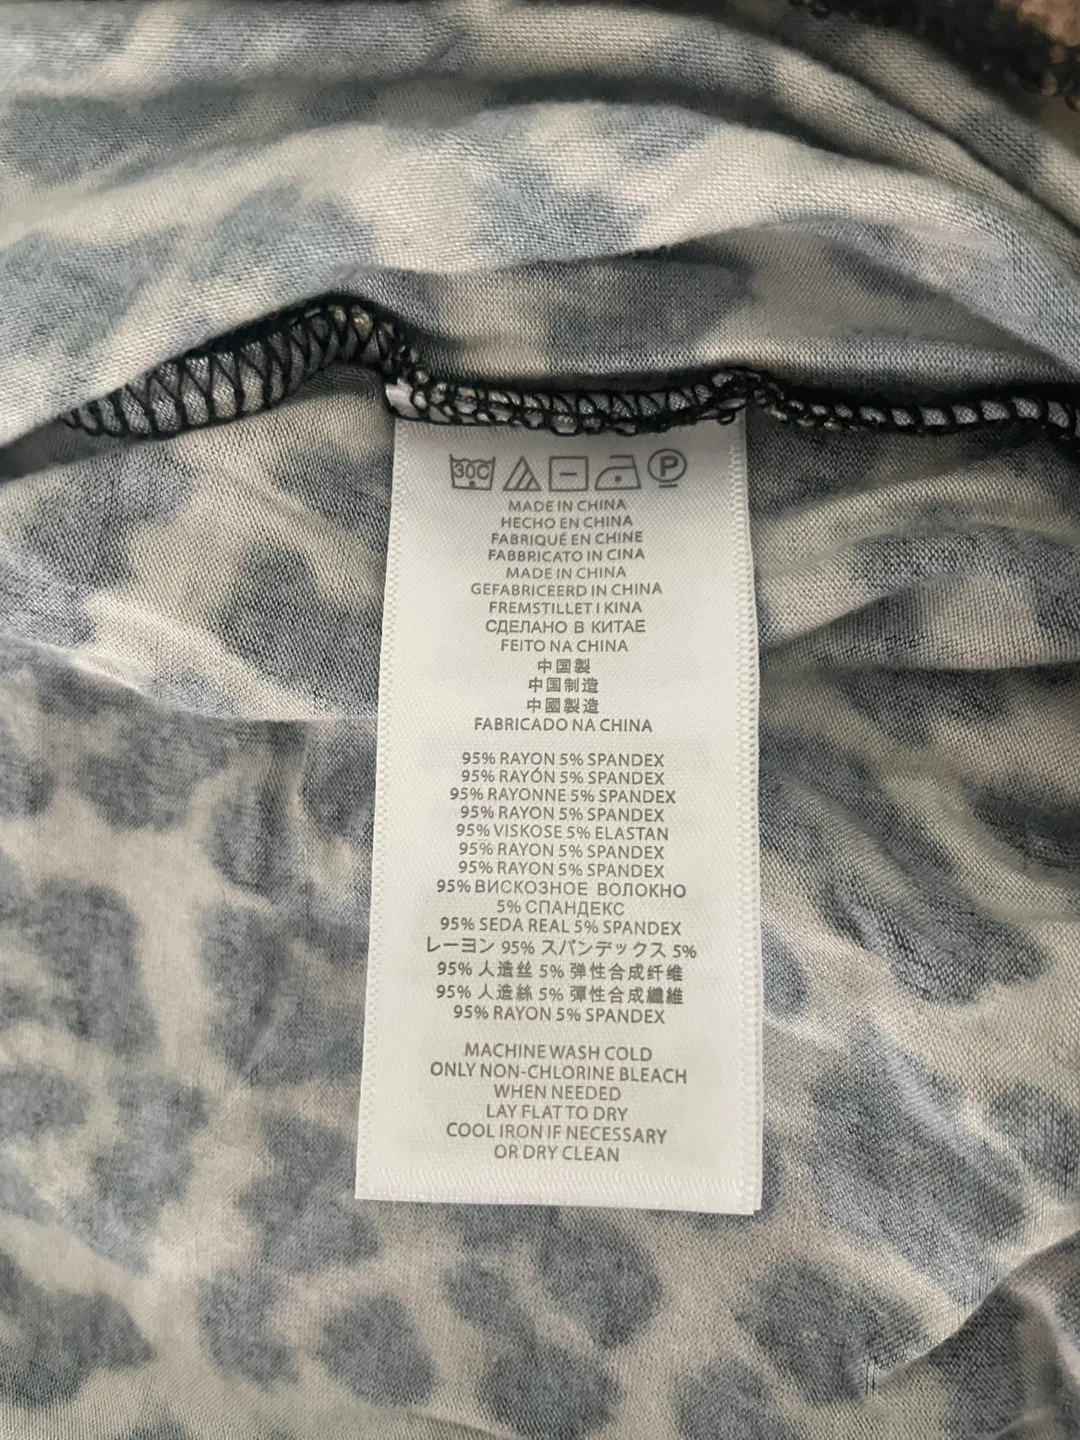 30C P
MADE IN CHINA
HECHO EN CHINA
FABRIQUÉ EN CHINE
FABBRICATO IN CINA
MADE IN CHINA
GEFABRICEERD IN CHINA
FREMSTILLET I KINA
СДЕЛАНО В КИТАЕ
FEITO NA CHINA
中国製
中国制造
中國製造
FABRICADO NA CHINA
95% RAYON 5% SPANDEX
95% RAYÓN 5% SPANDEX
95% RAYONNE 5% SPANDEX
95% RAYON 5% SPANDEX
95% VISKOSE 5% ELASTAN
95% RAYON 5% SPANDEX
95% RAYON 5% SPANDEX
95% ВИСКОЗНОЕ ВОЛОКНО
5% СПАНДЕКС
95% SEDA REAL 5% SPANDEX
レーヨン 95% スパンデックス 5%
95% 人造丝 5% 弹性合成纤维
95% 人造絲 5% 彈性合成纖維
95% RAYON 5% SPANDEX
MACHINE WASH COLD
ONLY NON-CHLORINE BLEACH
WHEN NEEDED
LAY FLAT TO DRY
COOL IRON IF NECESSARY
OR DRY CLEAN